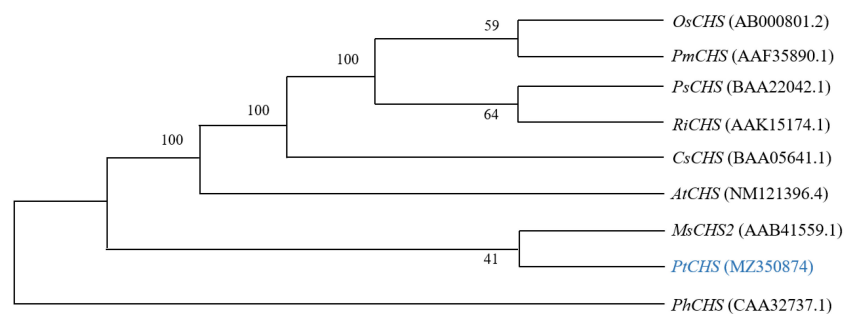 59
OsCHS (AB000801.2)
PmCHS (AAF35890.1)
100
PsCHS (BAA22042.1)
64
RiCHS (AAK15174.1)
100
CsCHS (BAA05641.1)
100
AtCHS (NM121396.4)
MsCHS2 (AAB41559.1)
41
PtCHS (MZ350874)
PhCHS (CAA32737.1)